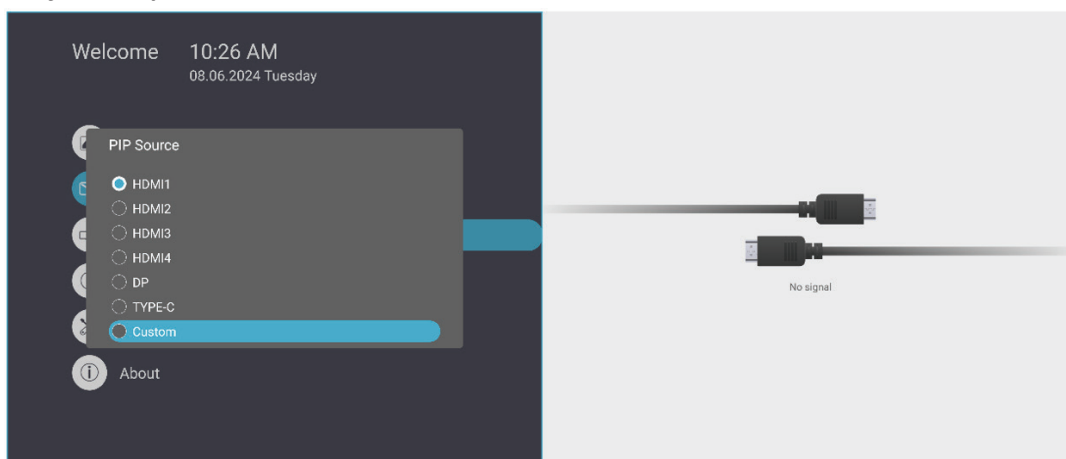 Welcome
10:26 AM
08.06.2024 Tuesday
PIP Source
HDMI1
HDMI2
HDMI3
HDMI4
DP
TYPE-C
Custom
About
No signal